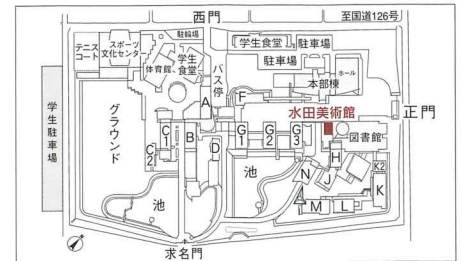 西門
至国道126号
駐輪場
学生食堂
駐車場
テニス
コート
スポーツ
文化センター
体育館
学生
食堂
バス停
駐車場
本部棟
ホール
学生駐車場
グラウンド
A
F
水田美術館
正門
C1
C2
B
D
G1
G2
G3
図書館
H
池
池
N
J
K2
K
M
L
求名門